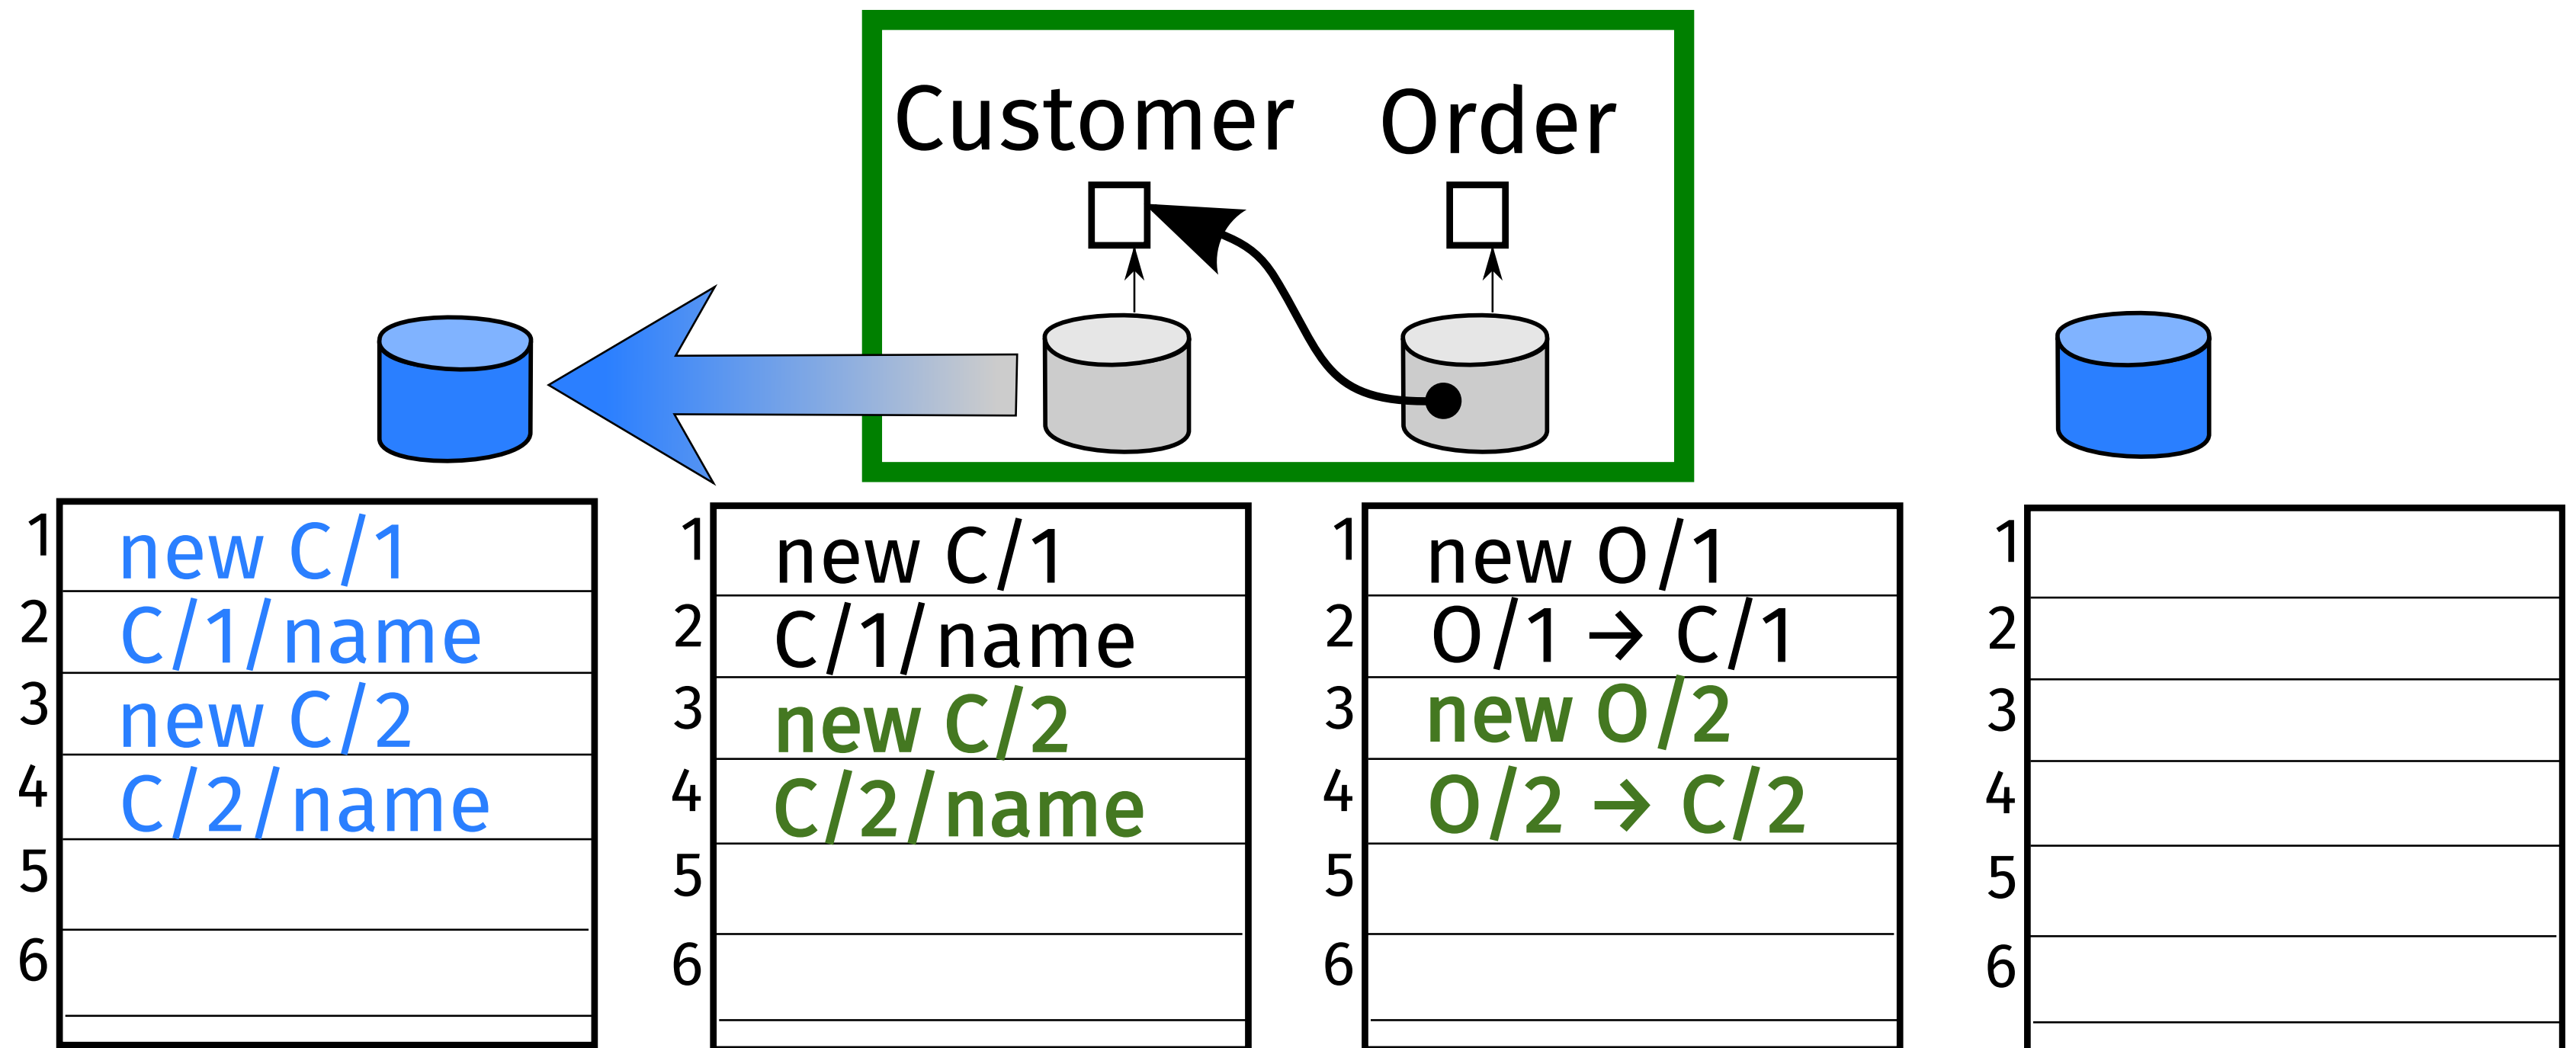 Customer Order
1 new C/1
2 C/1/name
3 new C/2
4 C/2/name
5
6
1 new C/1
2 C/1/name
3 new C/2
4 C/2/name
5
6
1 new O/1
2 O/1 → C/1
3 new O/2
4 O/2 → C/2
5
6
1
2
3
4
5
6